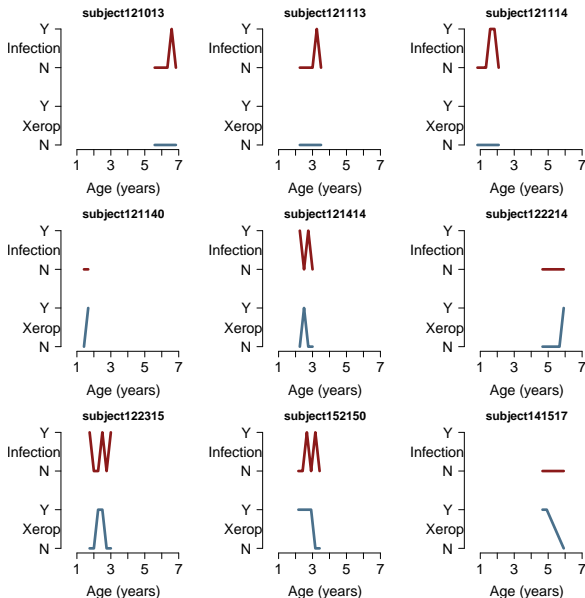 subject121013
subject121113
subject121114
Y
Infection
N
Y
Xerop
N
1 3 5 7
Age (years)
Y
Infection
N
Y
Xerop
N
1 3 5 7
Age (years)
Y
Infection
N
Y
Xerop
N
1 3 5 7
Age (years)
subject121140
subject121414
subject122214
Y
Infection
N
Y
Xerop
N
1 3 5 7
Age (years)
Y
Infection
N
Y
Xerop
N
1 3 5 7
Age (years)
Y
Infection
N
Y
Xerop
N
1 3 5 7
Age (years)
subject122315
subject152150
subject141517
Y
Infection
N
Y
Xerop
N
1 3 5 7
Age (years)
Y
Infection
N
Y
Xerop
N
1 3 5 7
Age (years)
Y
Infection
N
Y
Xerop
N
1 3 5 7
Age (years)